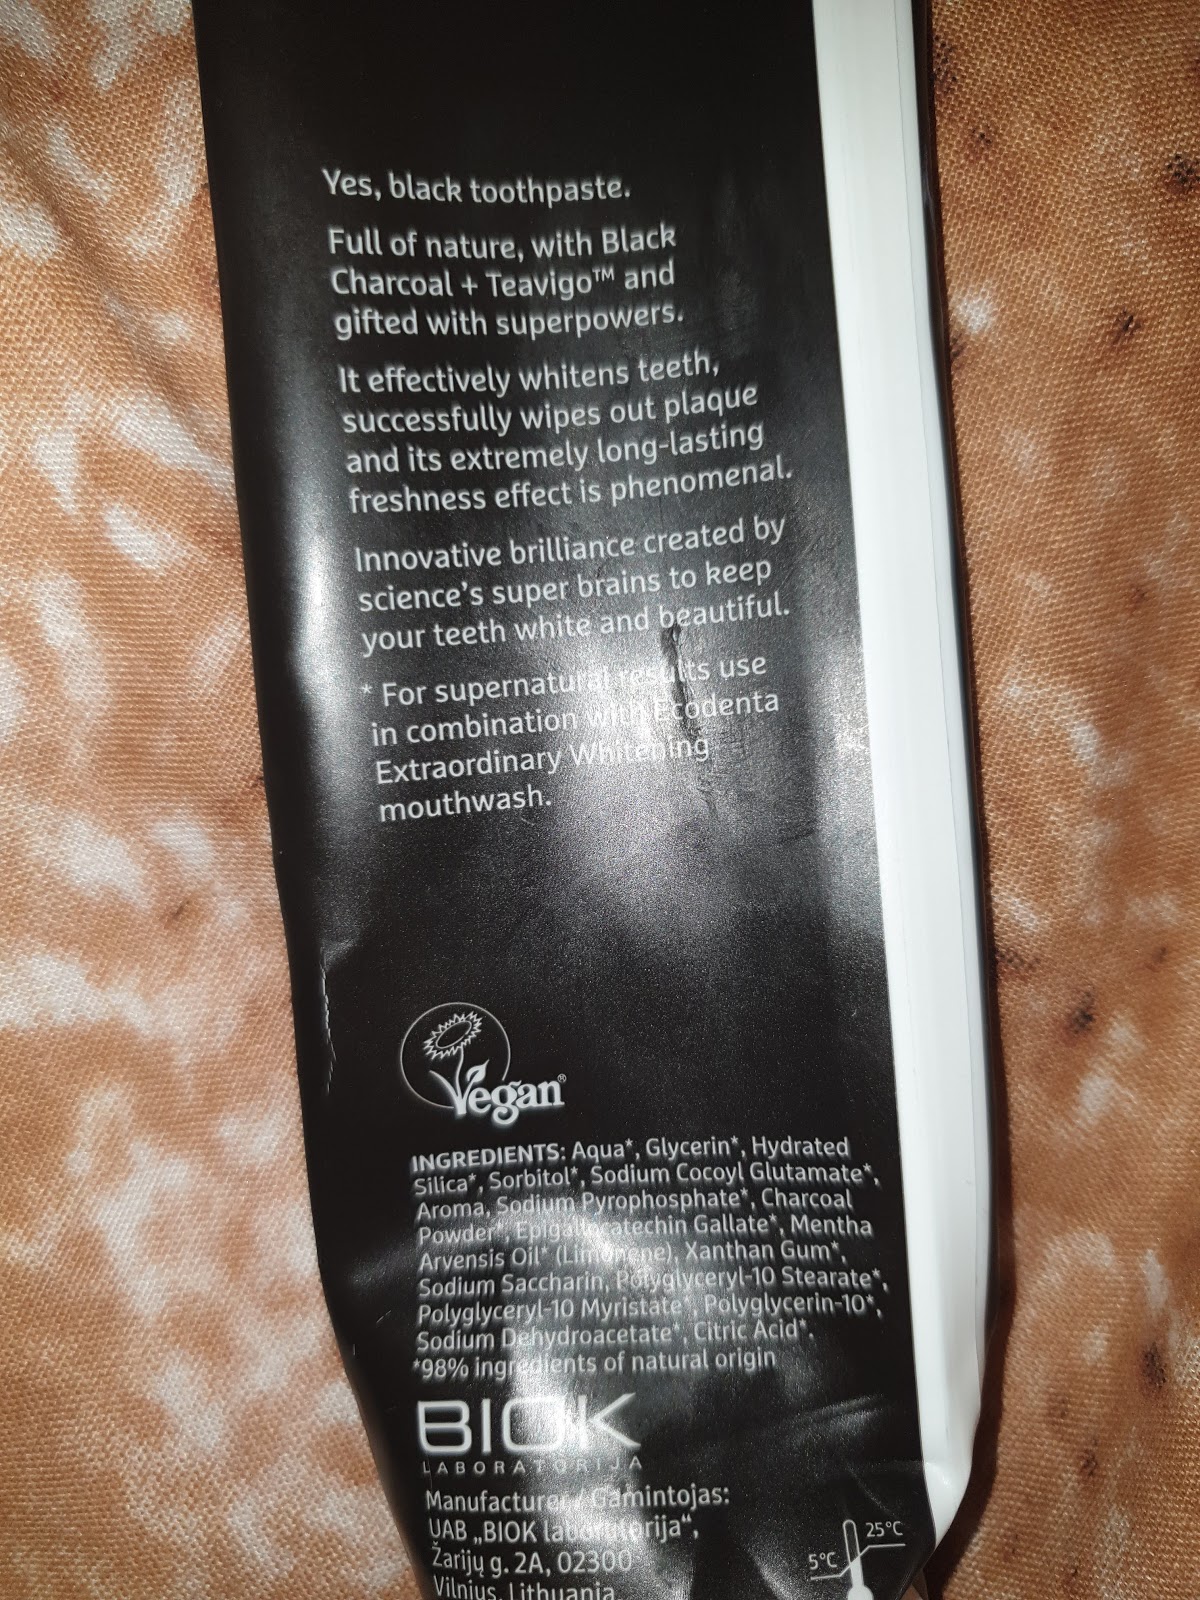 Yes, black toothpaste.
Full of nature, with Black
Charcoal + Teavigo™ and
gifted with superpowers.
It effectively whitens teeth,
successfully wipes out plaque
and its extremely long-lasting
freshness effect is phenomenal.
Innovative brilliance created by
science's super brains to keep
your teeth white and beautiful.
* For supernatural results use
in combination with Ecodenta
Extraordinary Whitening
mouthwash.
Vegan®
INGREDIENTS: Aqua*, Glycerin*, Hydrated
Silica*, Sorbitol*, Sodium Cocoyl Glutamate*,
Aroma, Sodium Pyrophosphate*, Charcoal
Powder*, Epigallocatechin Gallate*, Mentha
Arvensis Oil* (Limonene), Xanthan Gum*,
Sodium Saccharin, Polyglyceryl-10 Stearate*,
Polyglyceryl-10 Myristate*, Polyglycerin-10*,
Sodium Dehydroacetate*, Citric Acid*.
*98% ingredients of natural origin
BIOK
LABORATORIJA
Manufacturer / Gamintojas:
UAB „BIOK laboratorija“,
Žarijų g. 2A, 02300
Vilnius, Lithuania
25°C
5°C